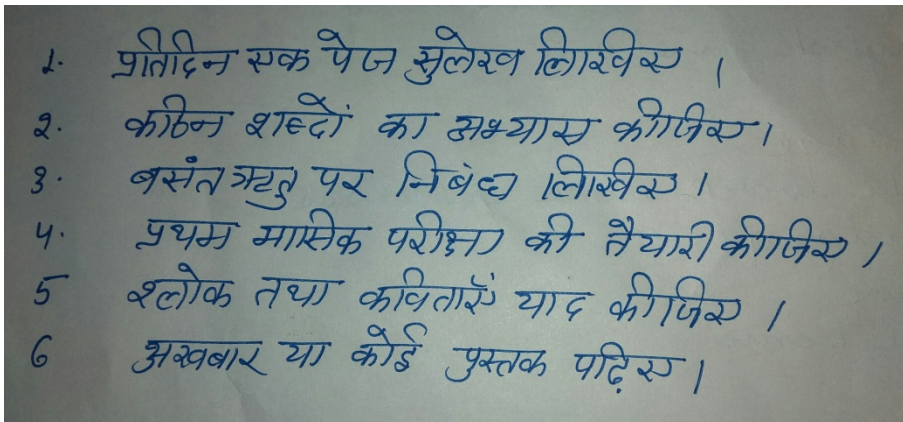 1. प्रतिदिन एक पेज सुलेख लिखिए ।
2. कठिन शब्दों का अभ्यास कीजिए ।
3. बसंत ऋतु पर निबंध लिखिए ।
4. प्रथम मासिक परीक्षा की तैयारी कीजिए ।
5 श्लोक तथा कविताएँ याद कीजिए ।
6 अखबार या कोई पुस्तक पढ़िए ।